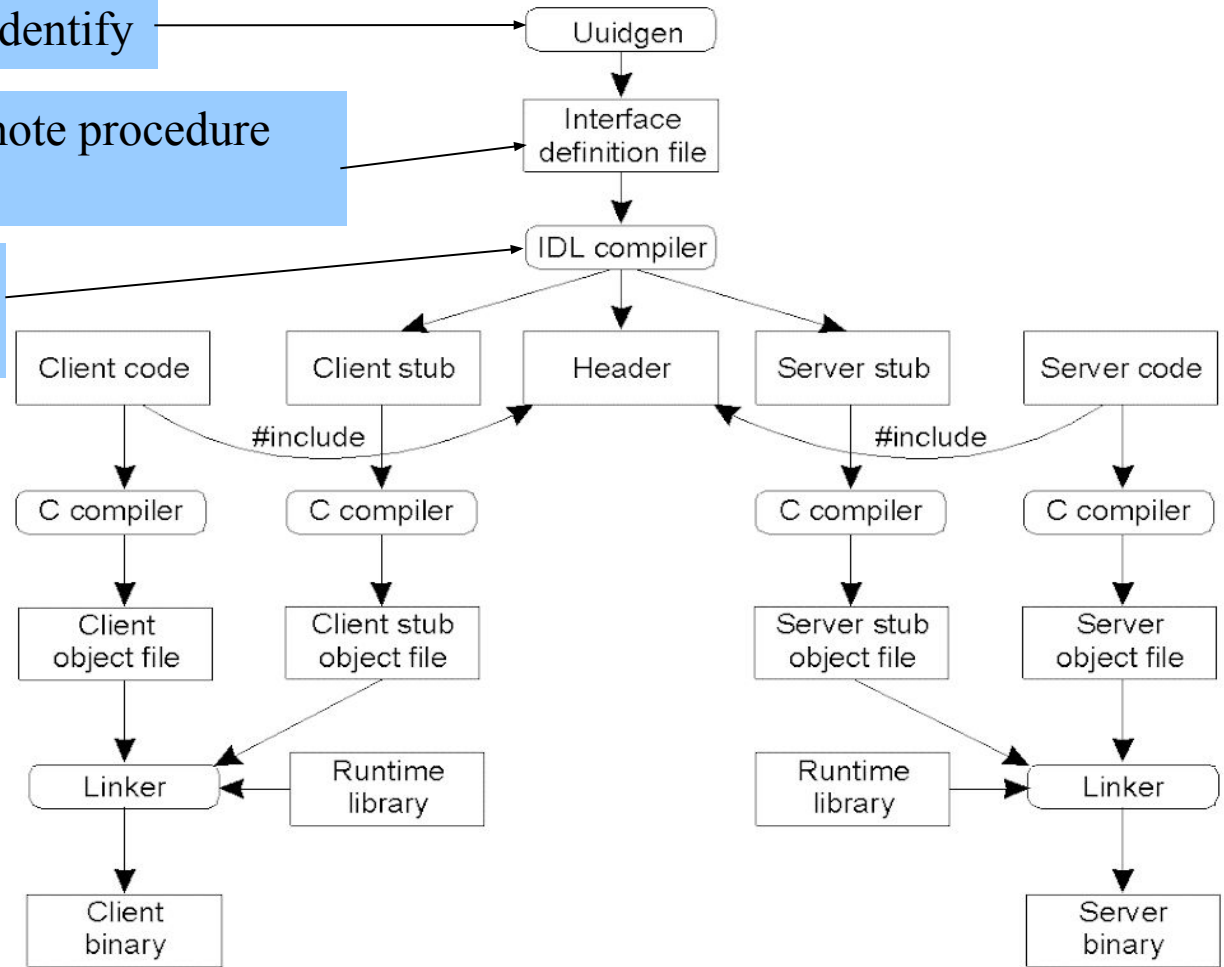 dentify
Uuidgen
note procedure
Interface
definition file
IDL compiler
Client code
Client stub
Header
Server stub
Server code
#include
#include
C compiler
C compiler
C compiler
C compiler
Client
object file
Client stub
object file
Server stub
object file
Server
object file
Linker
Runtime
library
Runtime
library
Linker
Client
binary
Server
binary